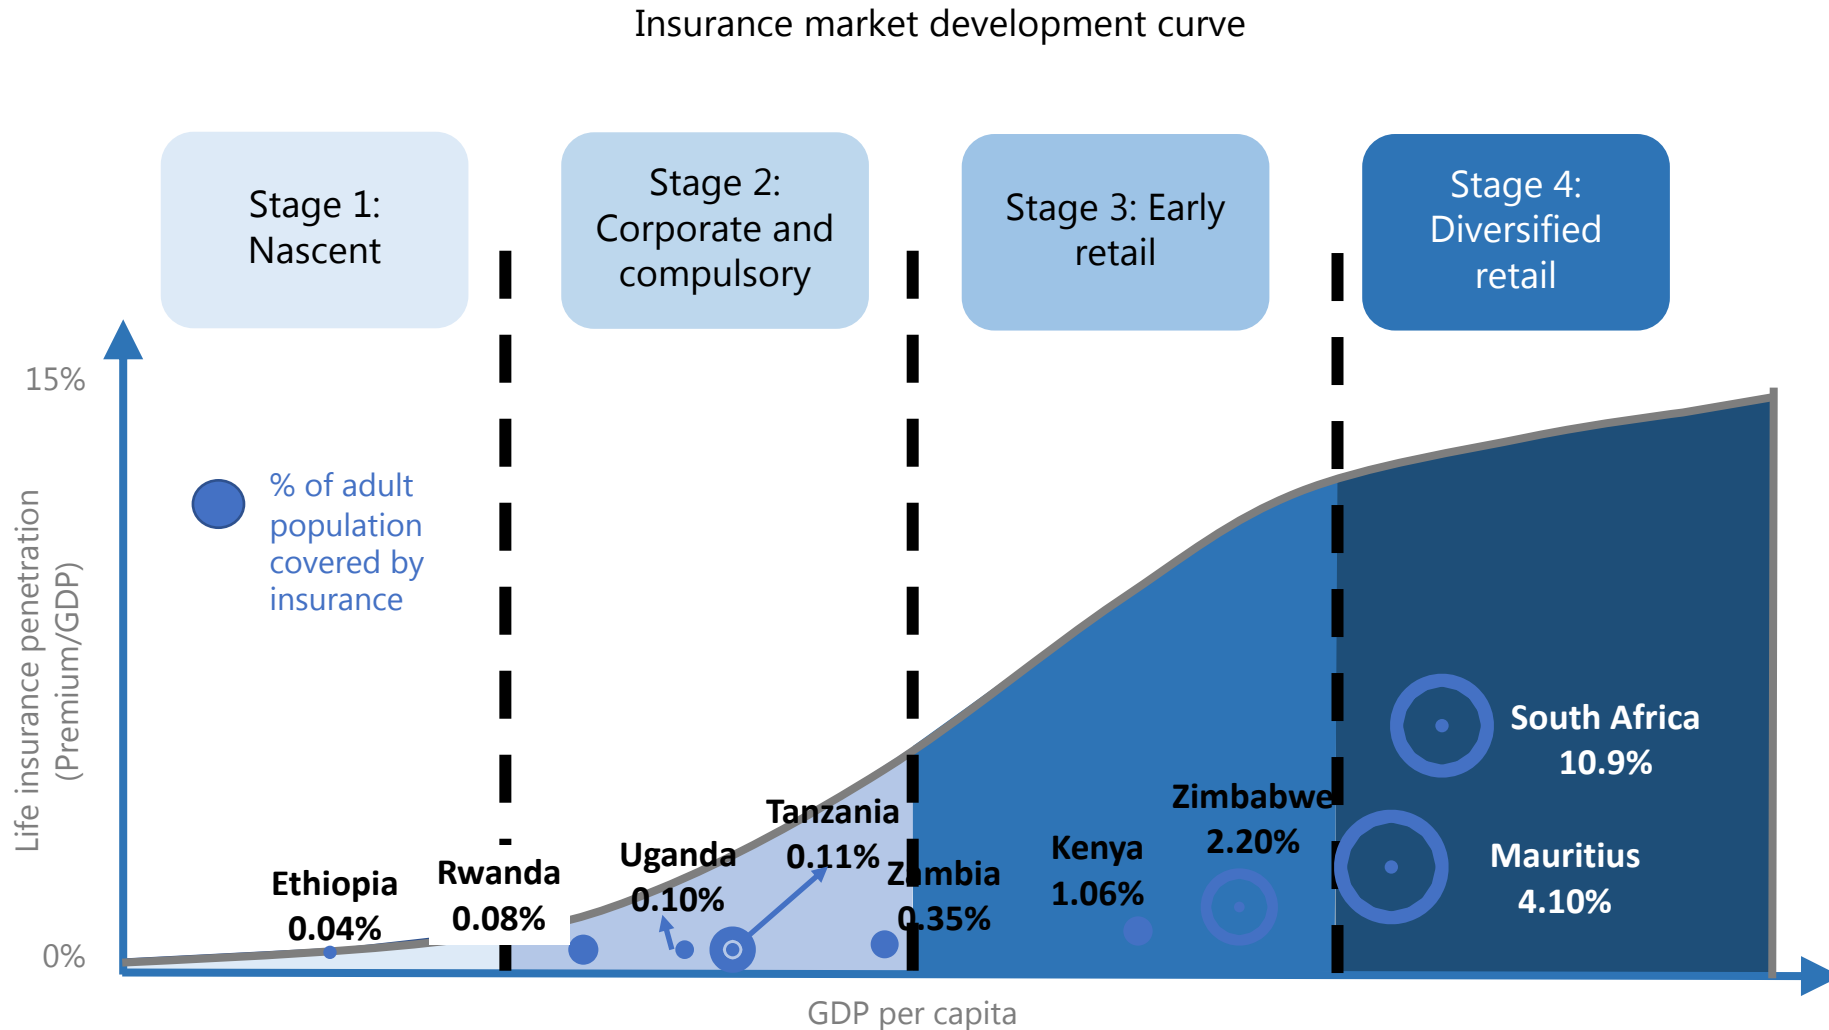 Insurance market development curve
Stage 1:
Nascent
Stage 2:
Corporate and
compulsory
Stage 3: Early
retail
Stage 4:
Diversified
retail
15%
0%
Life insurance penetration
(Premium/GDP)
% of adult
population
covered by
insurance
Ethiopia
0.04%
Rwanda
0.08%
Uganda
0.10%
Tanzania
0.11%
Zambia
0.35%
Kenya
1.06%
Zimbabwe
2.20%
South Africa
10.9%
Mauritius
4.10%
GDP per capita